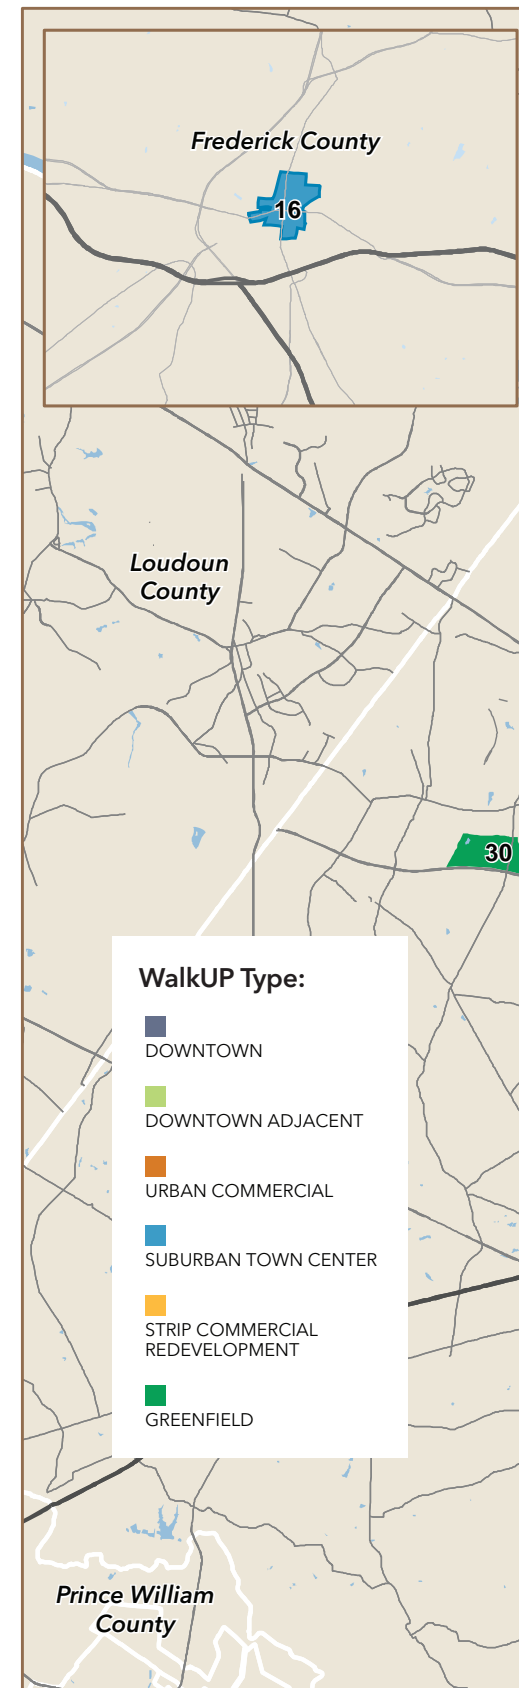 Frederick County
16
Loudoun
County
30
WalkUP Type:
DOWNTOWN
DOWNTOWN ADJACENT
URBAN COMMERCIAL
SUBURBAN TOWN CENTER
STRIP COMMERCIAL
REDEVELOPMENT
GREENFIELD
Prince William
County